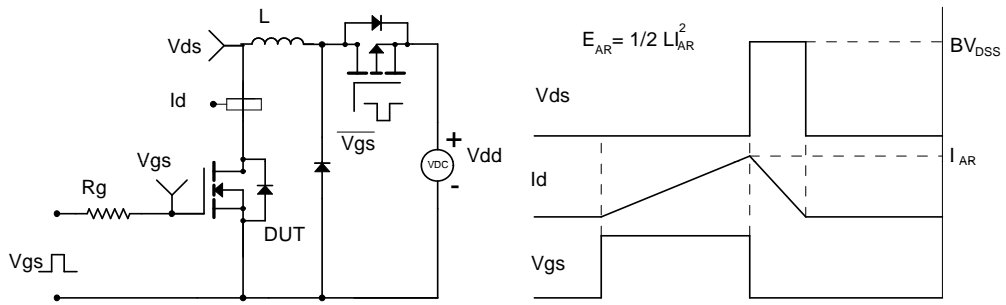 L
Vds
Id
Vgs
Rg
DUT
Vgs
Vgs
VDC
+
-
Vdd
E_AR = 1/2 LI_AR^2
BV_DSS
Vds
I_AR
Id
Vgs